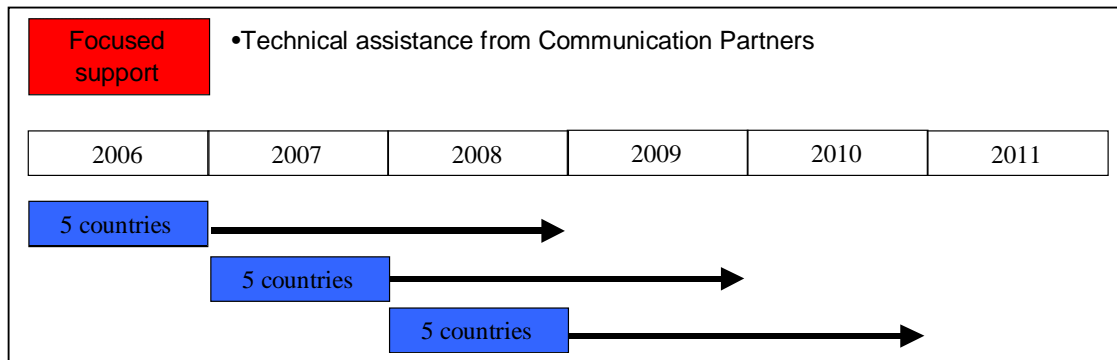 Focused
support
•Technical assistance from Communication Partners
2006 2007 2008 2009 2010 2011
5 countries
5 countries
5 countries